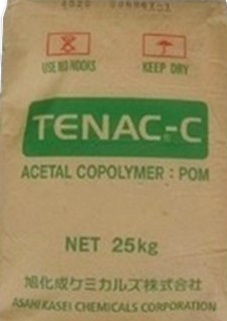 USE NO HOOKS
KEEP DRY
TENAC-C
ACETAL COPOLYMER : POM
NET 25kg
旭化成ケミカルズ株式会社
ASAHI KASEI CHEMICALS CORPORATION